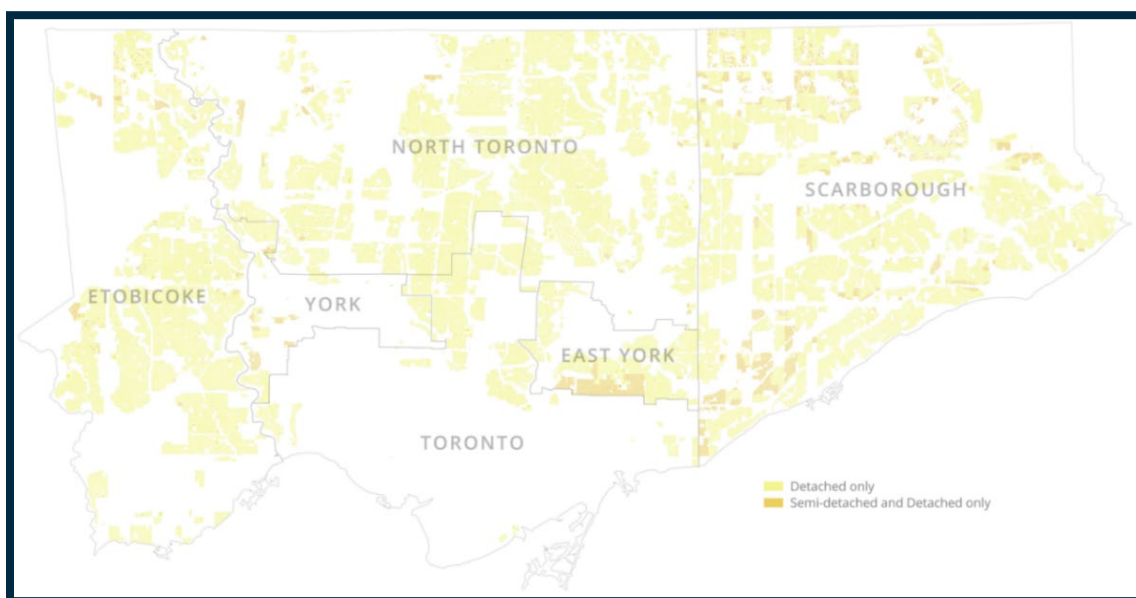 NORTH TORONTO
SCARBOROUGH
ETOBICOKE
YORK
EAST YORK
TORONTO
Detached only
Semi-detached and Detached only